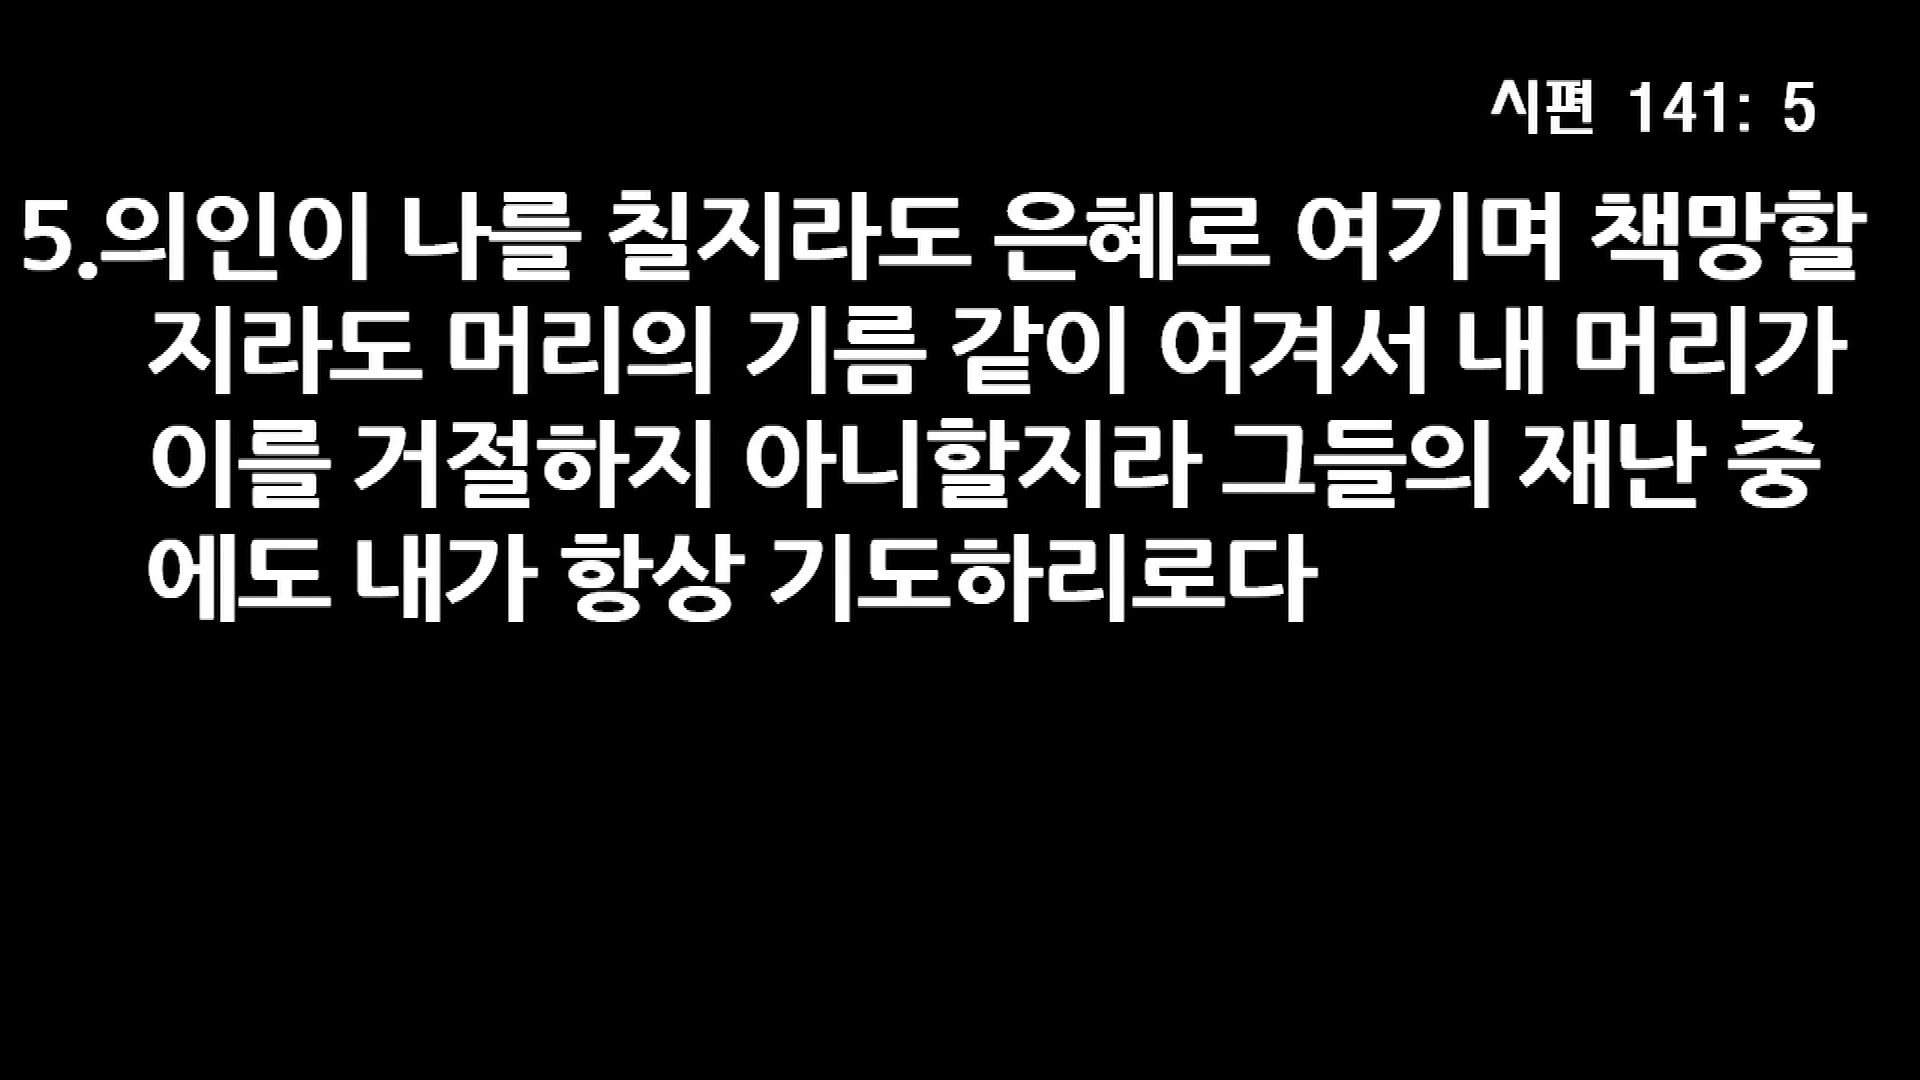 시편 141: 5
5.의인이 나를 칠지라도 은혜로 여기며 책망할
지라도 머리의 기름 같이 여겨서 내 머리가
이를 거절하지 아니할지라 그들의 재난 중
에도 내가 항상 기도하리로다